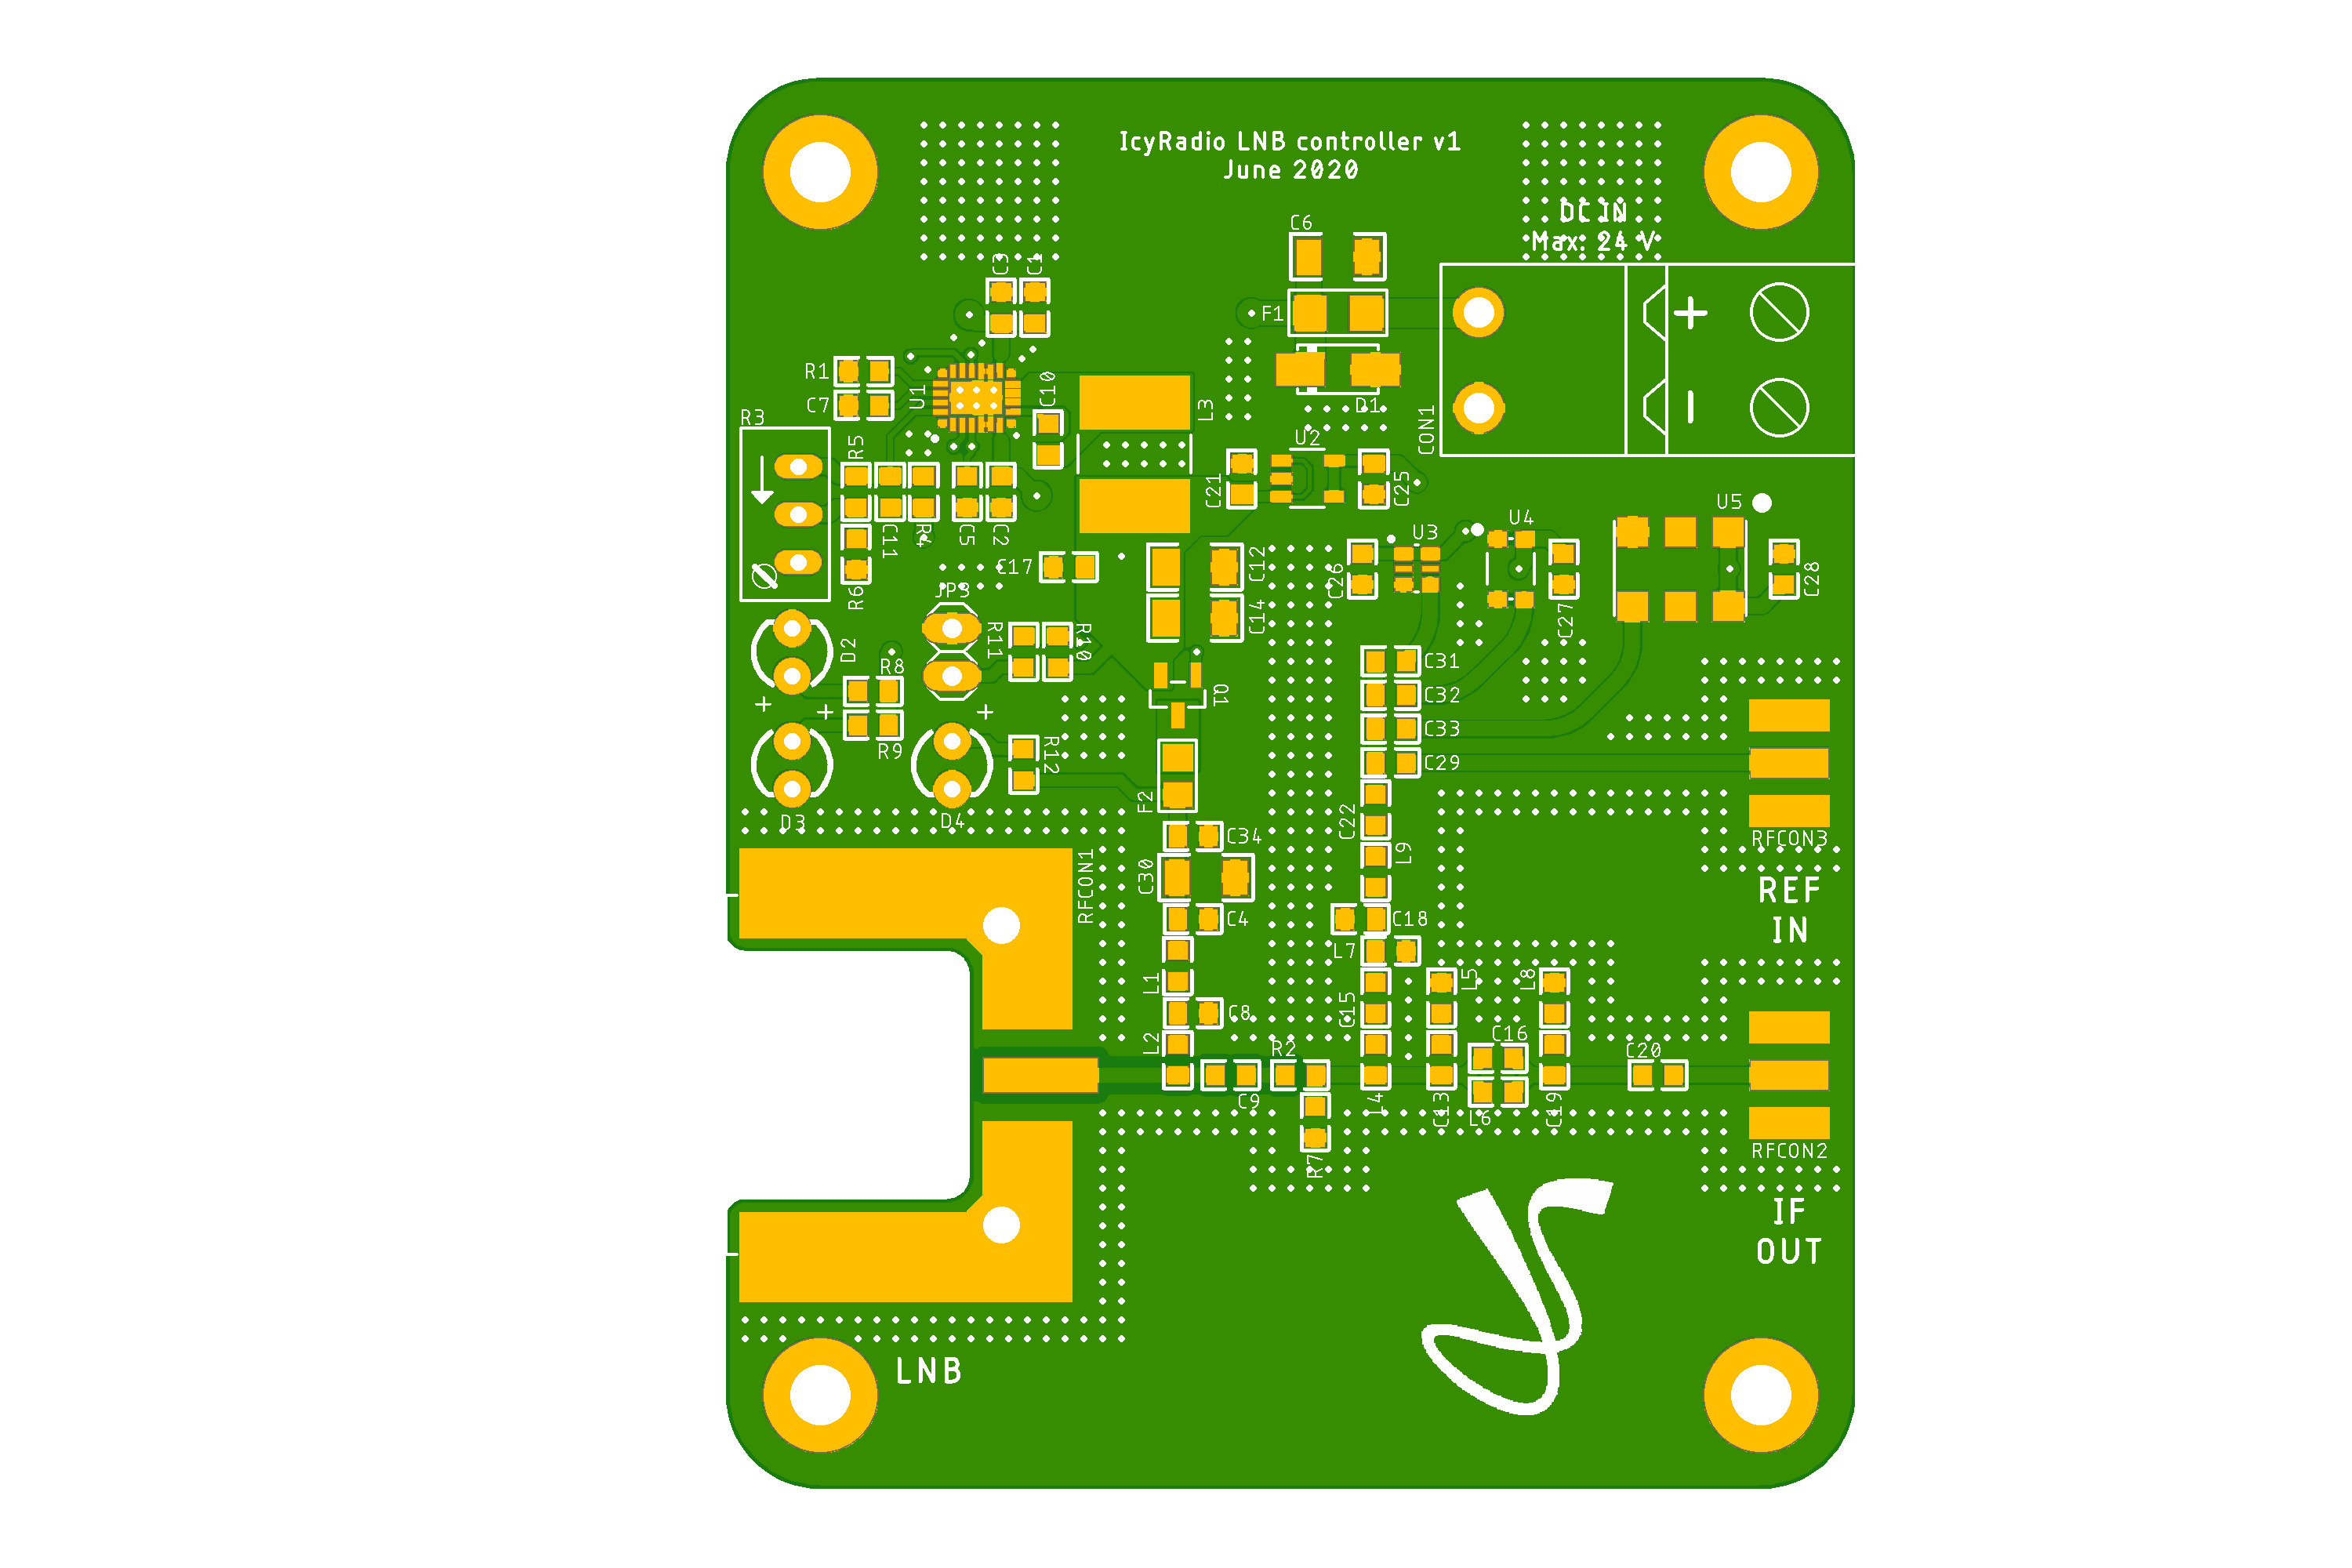 IcyRadio LNB controller v1
June 2020
C6
DC IN
Max: 24 V
C3
C1
F1
+
R1
U1
C10
L3
C7
D1
R3
CON1
-
R5
U2
C21
C25
U5
C11
R4
C5
C2
U4
U3
C17
C12
C26
C28
R6
JP3
C14
C27
D2
R11
R10
R8
C31
Q1
C32
+
+
+
R9
C33
R12
C29
F2
D3
D4
C22
C34
RFCON3
L9
RFCON1
C30
REF
IN
C4
C18
L7
L1
L5
L8
C15
C8
L2
R2
C16
C20
C9
L4
C13
L6
C19
R7
RFCON2
IF
OUT
LNB